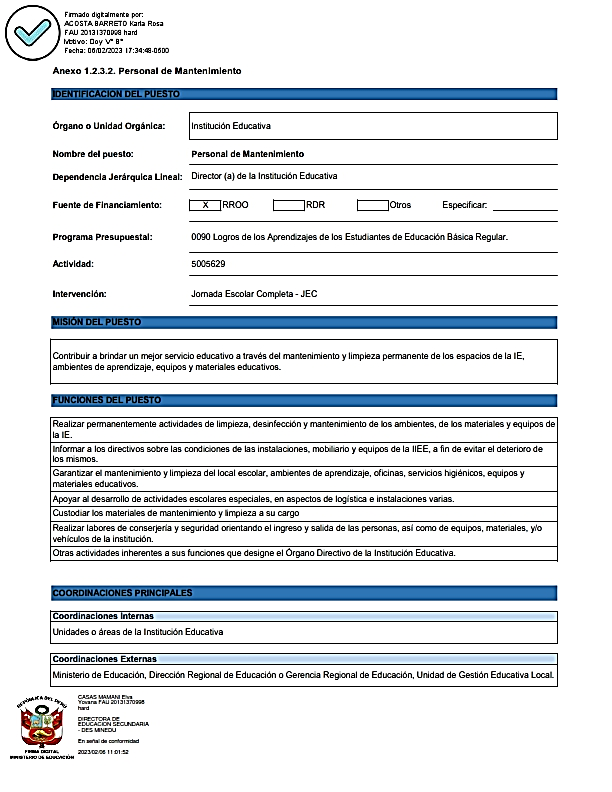 Firmado digitalmente por:
ACOSTA BARRETO Karla Rosa
FAU 20131370998 hard
Motivo: Doy V° B°
Fecha: 06/02/2023 17:34:48-0500
Anexo 1.2.3.2. Personal de Mantenimiento
IDENTIFICACION DEL PUESTO
Órgano o Unidad Orgánica: Institución Educativa
Nombre del puesto: Personal de Mantenimiento
Dependencia Jerárquica Lineal: Director (a) de la Institución Educativa
Fuente de Financiamiento: X RROO RDR Otros Especificar:
Programa Presupuestal: 0090 Logros de los Aprendizajes de los Estudiantes de Educación Básica Regular.
Actividad: 5005629
Intervención: Jornada Escolar Completa - JEC
MISIÓN DEL PUESTO
Contribuir a brindar un mejor servicio educativo a través del mantenimiento y limpieza permanente de los espacios de la IE,
ambientes de aprendizaje, equipos y materiales educativos.
FUNCIONES DEL PUESTO
Realizar permanentemente actividades de limpieza, desinfección y mantenimiento de los ambientes, de los materiales y equipos de
la IE.
Informar a los directivos sobre las condiciones de las instalaciones, mobiliario y equipos de la IIEE, a fin de evitar el deterioro de
los mismos.
Garantizar el mantenimiento y limpieza del local escolar, ambientes de aprendizaje, oficinas, servicios higiénicos, equipos y
materiales educativos.
Apoyar al desarrollo de actividades escolares especiales, en aspectos de logística e instalaciones varias.
Custodiar los materiales de mantenimiento y limpieza a su cargo
Realizar labores de conserjería y seguridad orientando el ingreso y salida de las personas, así como de equipos, materiales, y/o
vehículos de la institución.
Otras actividades inherentes a sus funciones que designe el Órgano Directivo de la Institución Educativa.
COORDINACIONES PRINCIPALES
Coordinaciones Internas
Unidades o áreas de la Institución Educativa
Coordinaciones Externas
Ministerio de Educación, Dirección Regional de Educación o Gerencia Regional de Educación, Unidad de Gestión Educativa Local.
REPÚBLICA DEL PERÚ
FIRMA DIGITAL
MINISTERIO DE EDUCACIÓN
CASAS MAMANI Elva
Yovana FAU 20131370998
hard
DIRECTORA DE
EDUCACION SECUNDARIA
- DES MINEDU
En señal de conformidad
2023/02/06 11:01:52